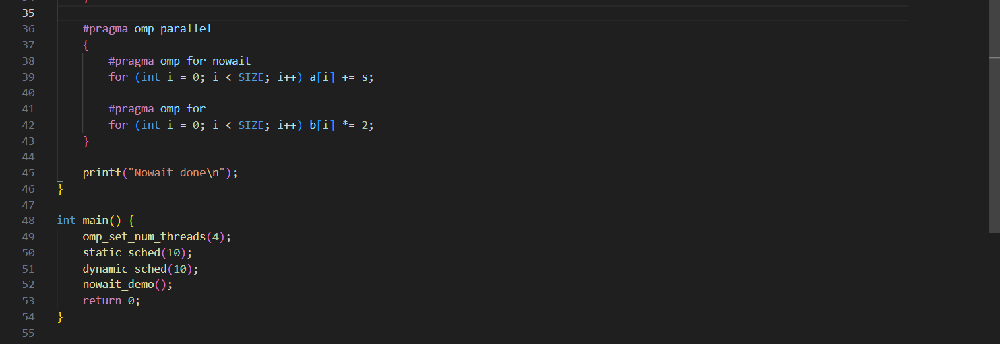 35
36 #pragma omp parallel
37 {
38 #pragma omp for nowait
39 for (int i = 0; i < SIZE; i++) a[i] += s;
40
41 #pragma omp for
42 for (int i = 0; i < SIZE; i++) b[i] *= 2;
43 }
44
45 printf("Nowait done\n");
46 }
47
48 int main() {
49 omp_set_num_threads(4);
50 static_sched(10);
51 dynamic_sched(10);
52 nowait_demo();
53 return 0;
54 }
55